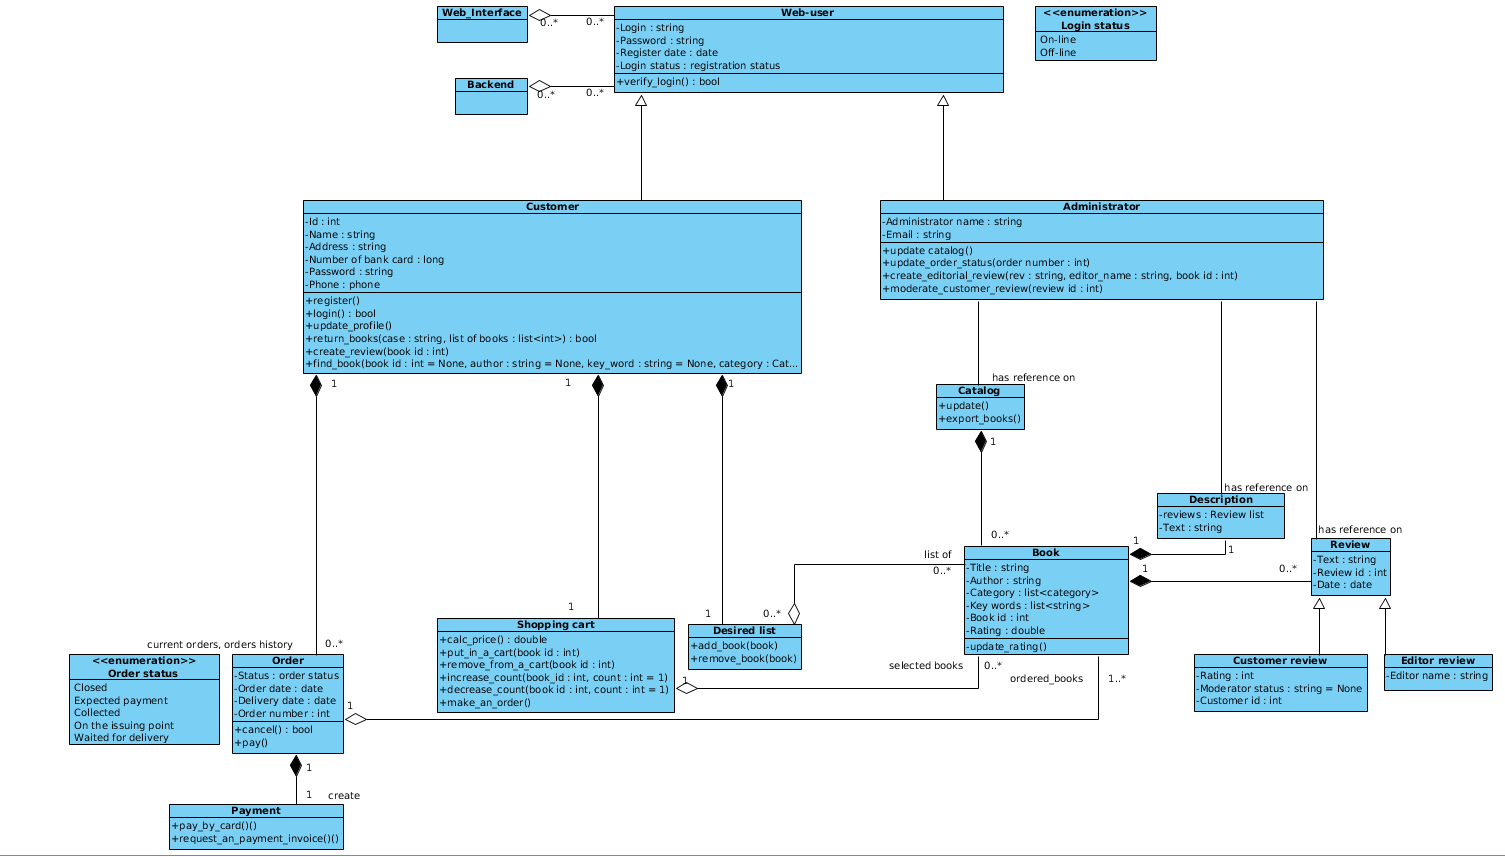 Web_Interface
0..*
0..*
Web-user
-Login : string
-Password : string
-Register date : date
-Login status : registration status
+verify_login() : bool
<<enumeration>>
Login status
On-line
Off-line
Backend
0..*
0..*
Customer
-Id : int
-Name : string
-Address : string
-Number of bank card : long
-Password : string
-Phone : phone
+register()
+login() : bool
+update_profile()
+return_books(case : string, list of books : list<int>) : bool
+create_review(book id : int)
+find_book(book id : int = None, author : string = None, key_word : string = None, category : Cat...
Administrator
-Administrator name : string
-Email : string
+update catalog()
+update_order_status(order number : int)
+create_editorial_review(rev : string, editor_name : string, book id : int)
+moderate_customer_review(review id : int)
1
1
1
has reference on
Catalog
+update()
+export_books()
1
has reference on
Description
-reviews : Review list
-Text : string
has reference on
0..*
list of
0..*
Book
-Title : string
-Author : string
-Category : list<category>
-Key words : list<string>
-Book id : int
-Rating : double
-update_rating()
1
1
1
0..*
Review
-Text : string
-Review id : int
-Date : date
1
1
0..*
Shopping cart
+calc_price() : double
+put_in_a_cart(book id : int)
+remove_from_a_cart(book id : int)
+increase_count(book_id : int, count : int = 1)
+decrease_count(book id : int, count : int = 1)
+make_an_order()
Desired list
+add_book(book)
+remove_book(book)
1
selected books
0..*
ordered_books
1..*
current orders, orders history
0..*
<<enumeration>>
Order status
Closed
Expected payment
Collected
On the issuing point
Waited for delivery
Order
-Status : order status
-Order date : date
-Delivery date : date
-Order number : int
+cancel() : bool
+pay()
1
Customer review
-Rating : int
-Moderator status : string = None
-Customer id : int
Editor review
-Editor name : string
1
1
create
Payment
+pay_by_card()()
+request_an_payment_invoice()()